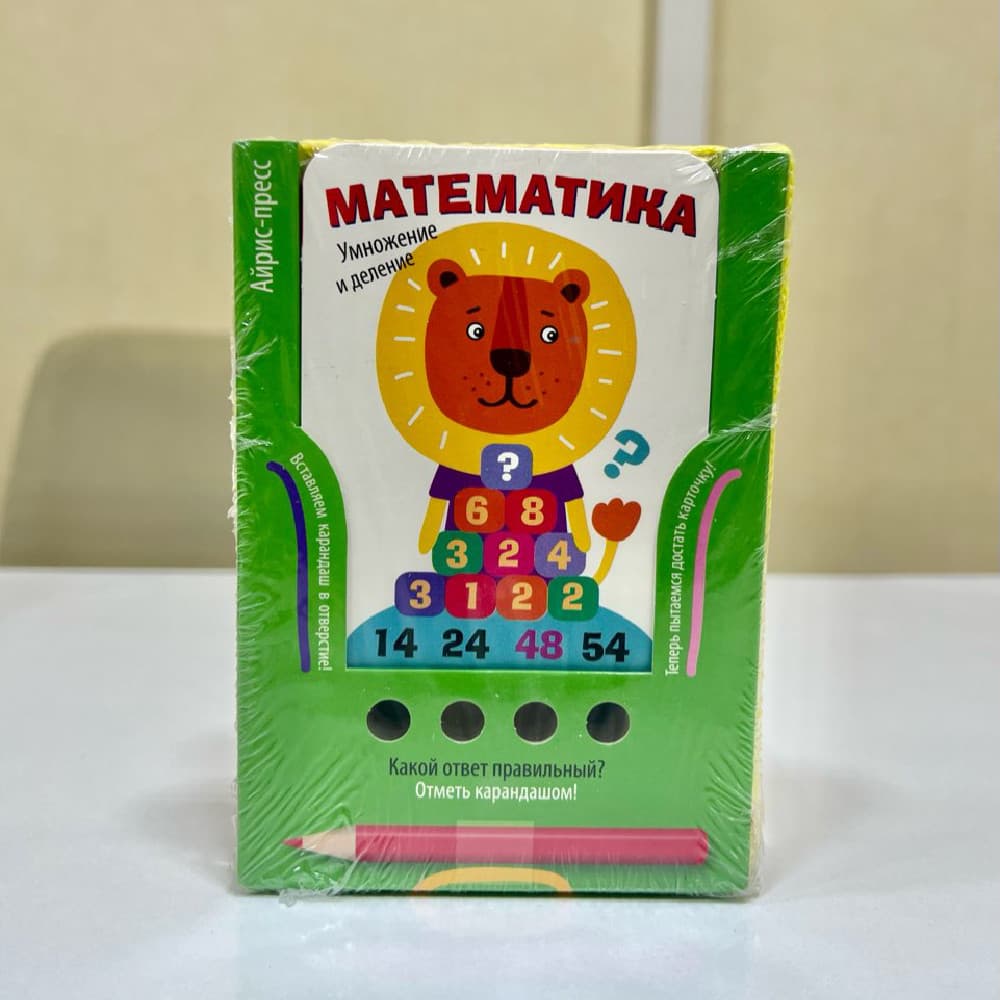 Айрис-пресс
МАТЕМАТИКА
Умножение
и деление
?
?
6 8
3 2 4
3 1 2 2
14 24 48 54
Вставляем карандаш в отверстие!
Теперь пытаемся достать карточку!
Какой ответ правильный?
Отметь карандашом!